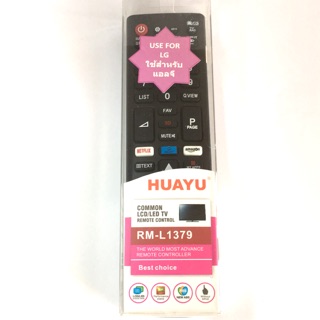 USE FOR
LG
ใช้สำหรับ
แอลจี
LIST
0
Q.VIEW
FAV
P
PAGE
MUTE
NETFLIX
amazon
TEXT
HUAYU
COMMON
LCD/LED TV
REMOTE CONTROL
RM-L1379
THE WORLD MOST ADVANCE
REMOTE CONTROLLER
Best choice